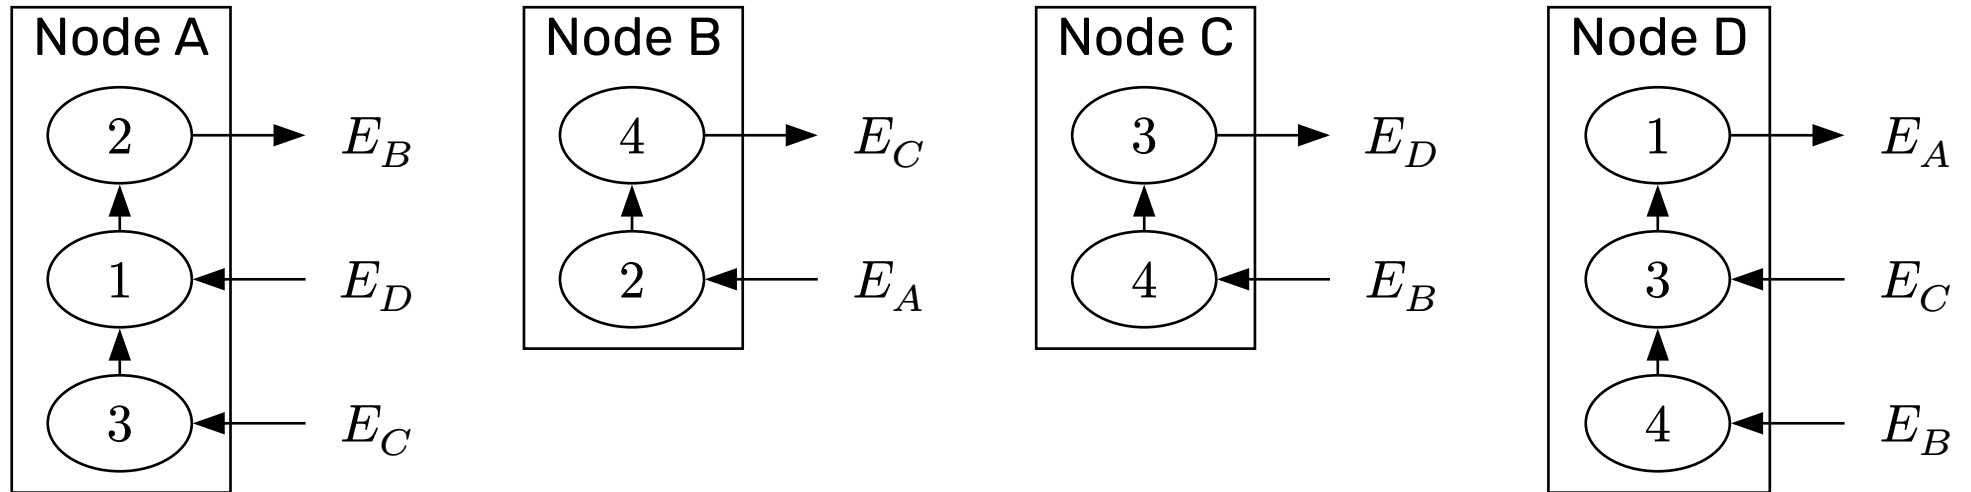 Node A Node B Node C Node D
2 E_B 4 E_C 3 E_D 1 E_A
1 E_D 2 E_A 4 E_B 3 E_C
3 E_C 4 E_B